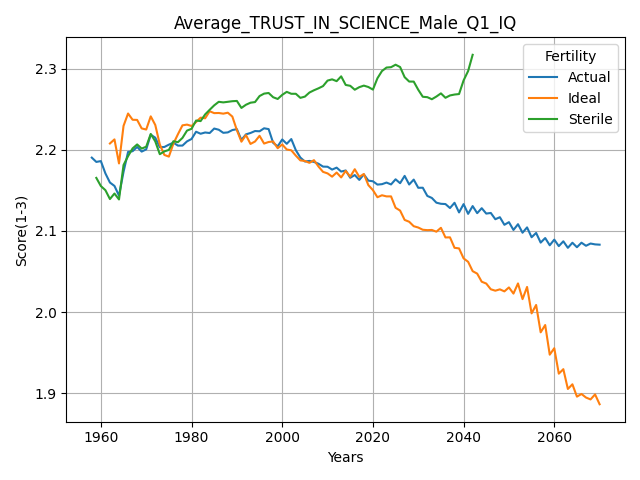 Average_TRUST_IN_SCIENCE_Male_Q1_IQ
Fertility
Actual
Ideal
Sterile
Score(1-3)
2.3
2.2
2.1
2.0
1.9
1960 1980 2000 2020 2040 2060
Years